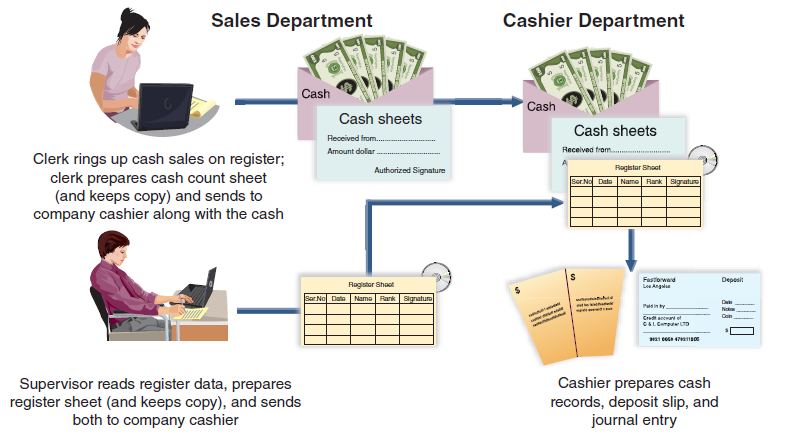 Sales Department
Cashier Department
Cash
Cash sheets
Received from
Amount dollar
Authorized Signature
Cash
Cash sheets
Received from
A
Register Sheet
Ser.No Date Name Rank Signature
Clerk rings up cash sales on register;
clerk prepares cash count sheet
(and keeps copy) and sends to
company cashier along with the cash
Register Sheet
Ser.No Date Name Rank Signature
$
$
Fastforward
Los Angeles
Deposit
Paid in by
Date
Notes
Coin
Credit account of
$
Supervisor reads register data, prepares
register sheet (and keeps copy), and sends
both to company cashier
Cashier prepares cash
records, deposit slip, and
journal entry